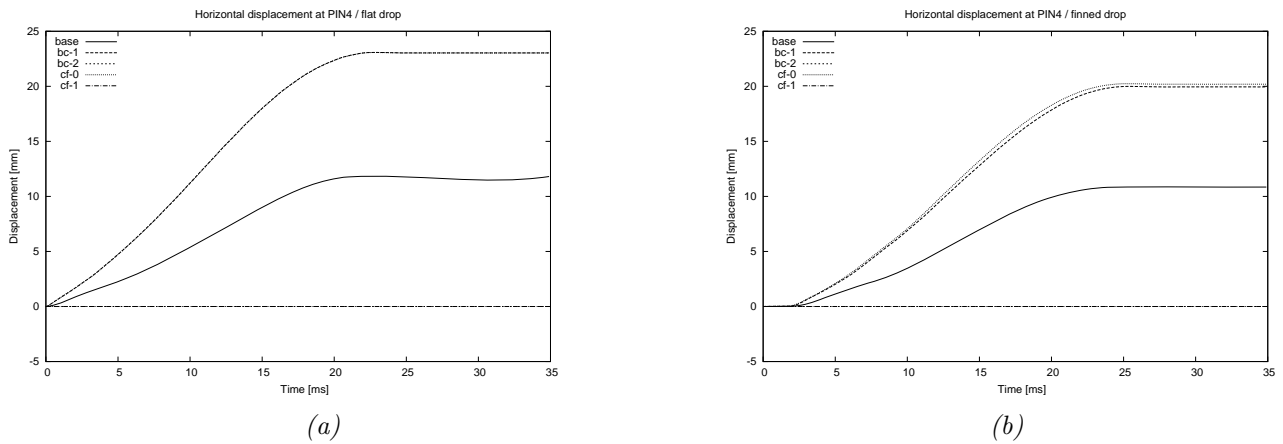 Horizontal displacement at PIN4 / flat drop
25
20
15
10
5
0
-5
Displacement [mm]
base
bc-1
bc-2
cf-0
cf-1
0 5 10 15 20 25 30 35
Time [ms]
(a)
Horizontal displacement at PIN4 / finned drop
25
20
15
10
5
0
-5
Displacement [mm]
base
bc-1
bc-2
cf-0
cf-1
0 5 10 15 20 25 30 35
Time [ms]
(b)